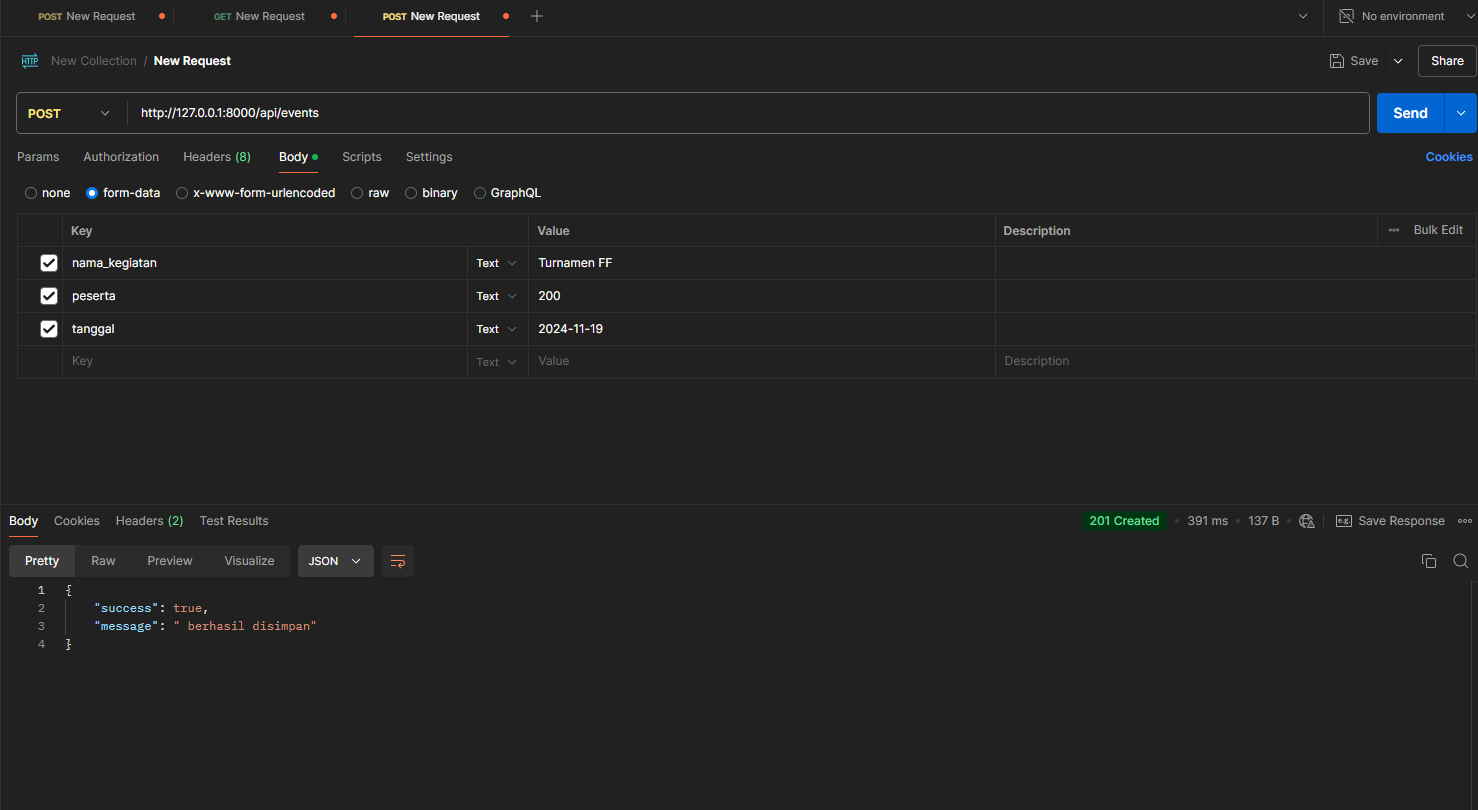 POST New Request GET New Request POST New Request No environment
HTTP New Collection / New Request Save Share
POST http://127.0.0.1:8000/api/events Send
Params Authorization Headers (8) Body Scripts Settings Cookies
none form-data x-www-form-urlencoded raw binary GraphQL
Key Value Description Bulk Edit
nama_kegiatan Text Turnamen FF
peserta Text 200
tanggal Text 2024-11-19
Key Text Value Description
Body Cookies Headers (2) Test Results 201 Created 391 ms 137 B e.g. Save Response
Pretty Raw Preview Visualize JSON
1 {
2 "success": true,
3 "message": " berhasil disimpan"
4 }